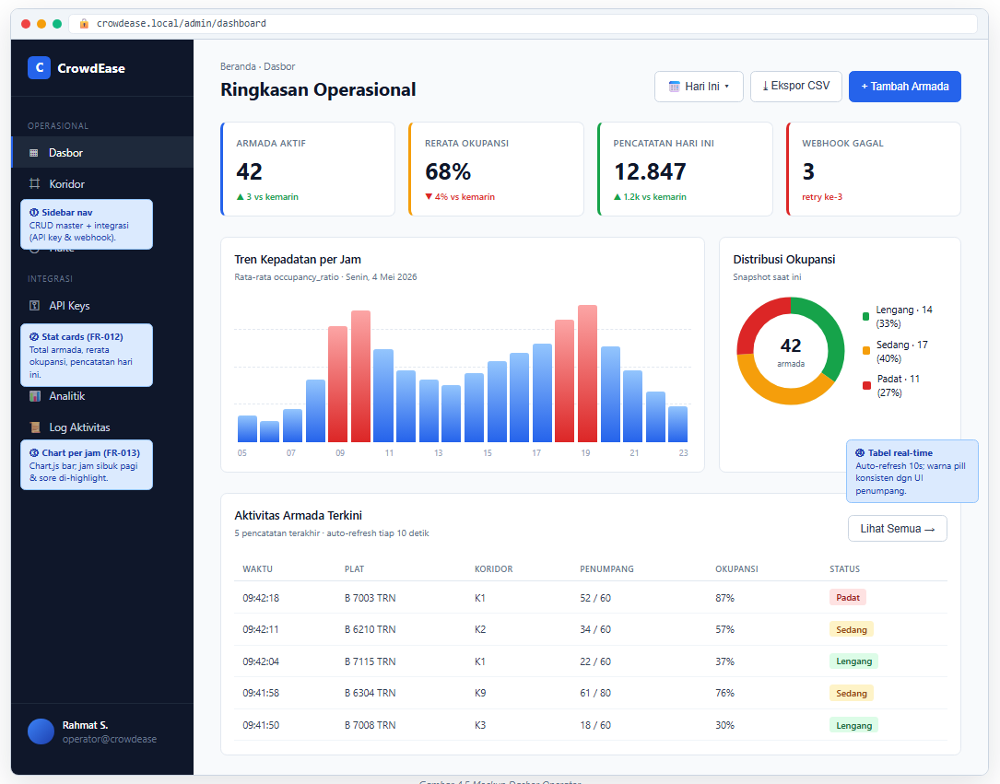 crowdease.local/admin/dashboard
C CrowdEase
OPERASIONAL
Dasbor
Koridor
① Sidebar nav
CRUD master + integrasi
(API key & webhook).
INTEGRASI
API Keys
② Stat cards (FR-012)
Total armada, rerata
okupansi, pencatatan hari
ini.
Analitik
Log Aktivitas
③ Chart per jam (FR-013)
Chart.js bar; jam sibuk pagi
& sore di-highlight.
Rahmat S.
operator@crowdease
Beranda · Dasbor
Ringkasan Operasional
Hari Ini ▾
⤓ Ekspor CSV
+ Tambah Armada
ARMADA AKTIF
42
▲ 3 vs kemarin
RERATA OKUPANSI
68%
▼ 4% vs kemarin
PENCATATAN HARI INI
12.847
▲ 1.2k vs kemarin
WEBHOOK GAGAL
3
retry ke-3
Tren Kepadatan per Jam
Rata-rata occupancy_ratio · Senin, 4 Mei 2026
05 07 09 11 13 15 17 19 21 23
Distribusi Okupansi
Snapshot saat ini
42
armada
Lengang · 14
(33%)
Sedang · 17
(40%)
Padat · 11
(27%)
④ Tabel real-time
Auto-refresh 10s; warna pill
konsisten dgn UI
penumpang.
Aktivitas Armada Terkini
5 pencatatan terakhir · auto-refresh tiap 10 detik
Lihat Semua →
WAKTU PLAT KORIDOR PENUMPANG OKUPANSI STATUS
09:42:18 B 7003 TRN K1 52 / 60 87% Padat
09:42:11 B 6210 TRN K2 34 / 60 57% Sedang
09:42:04 B 7115 TRN K1 22 / 60 37% Lengang
09:41:58 B 6304 TRN K9 61 / 80 76% Sedang
09:41:50 B 7008 TRN K3 18 / 60 30% Lengang